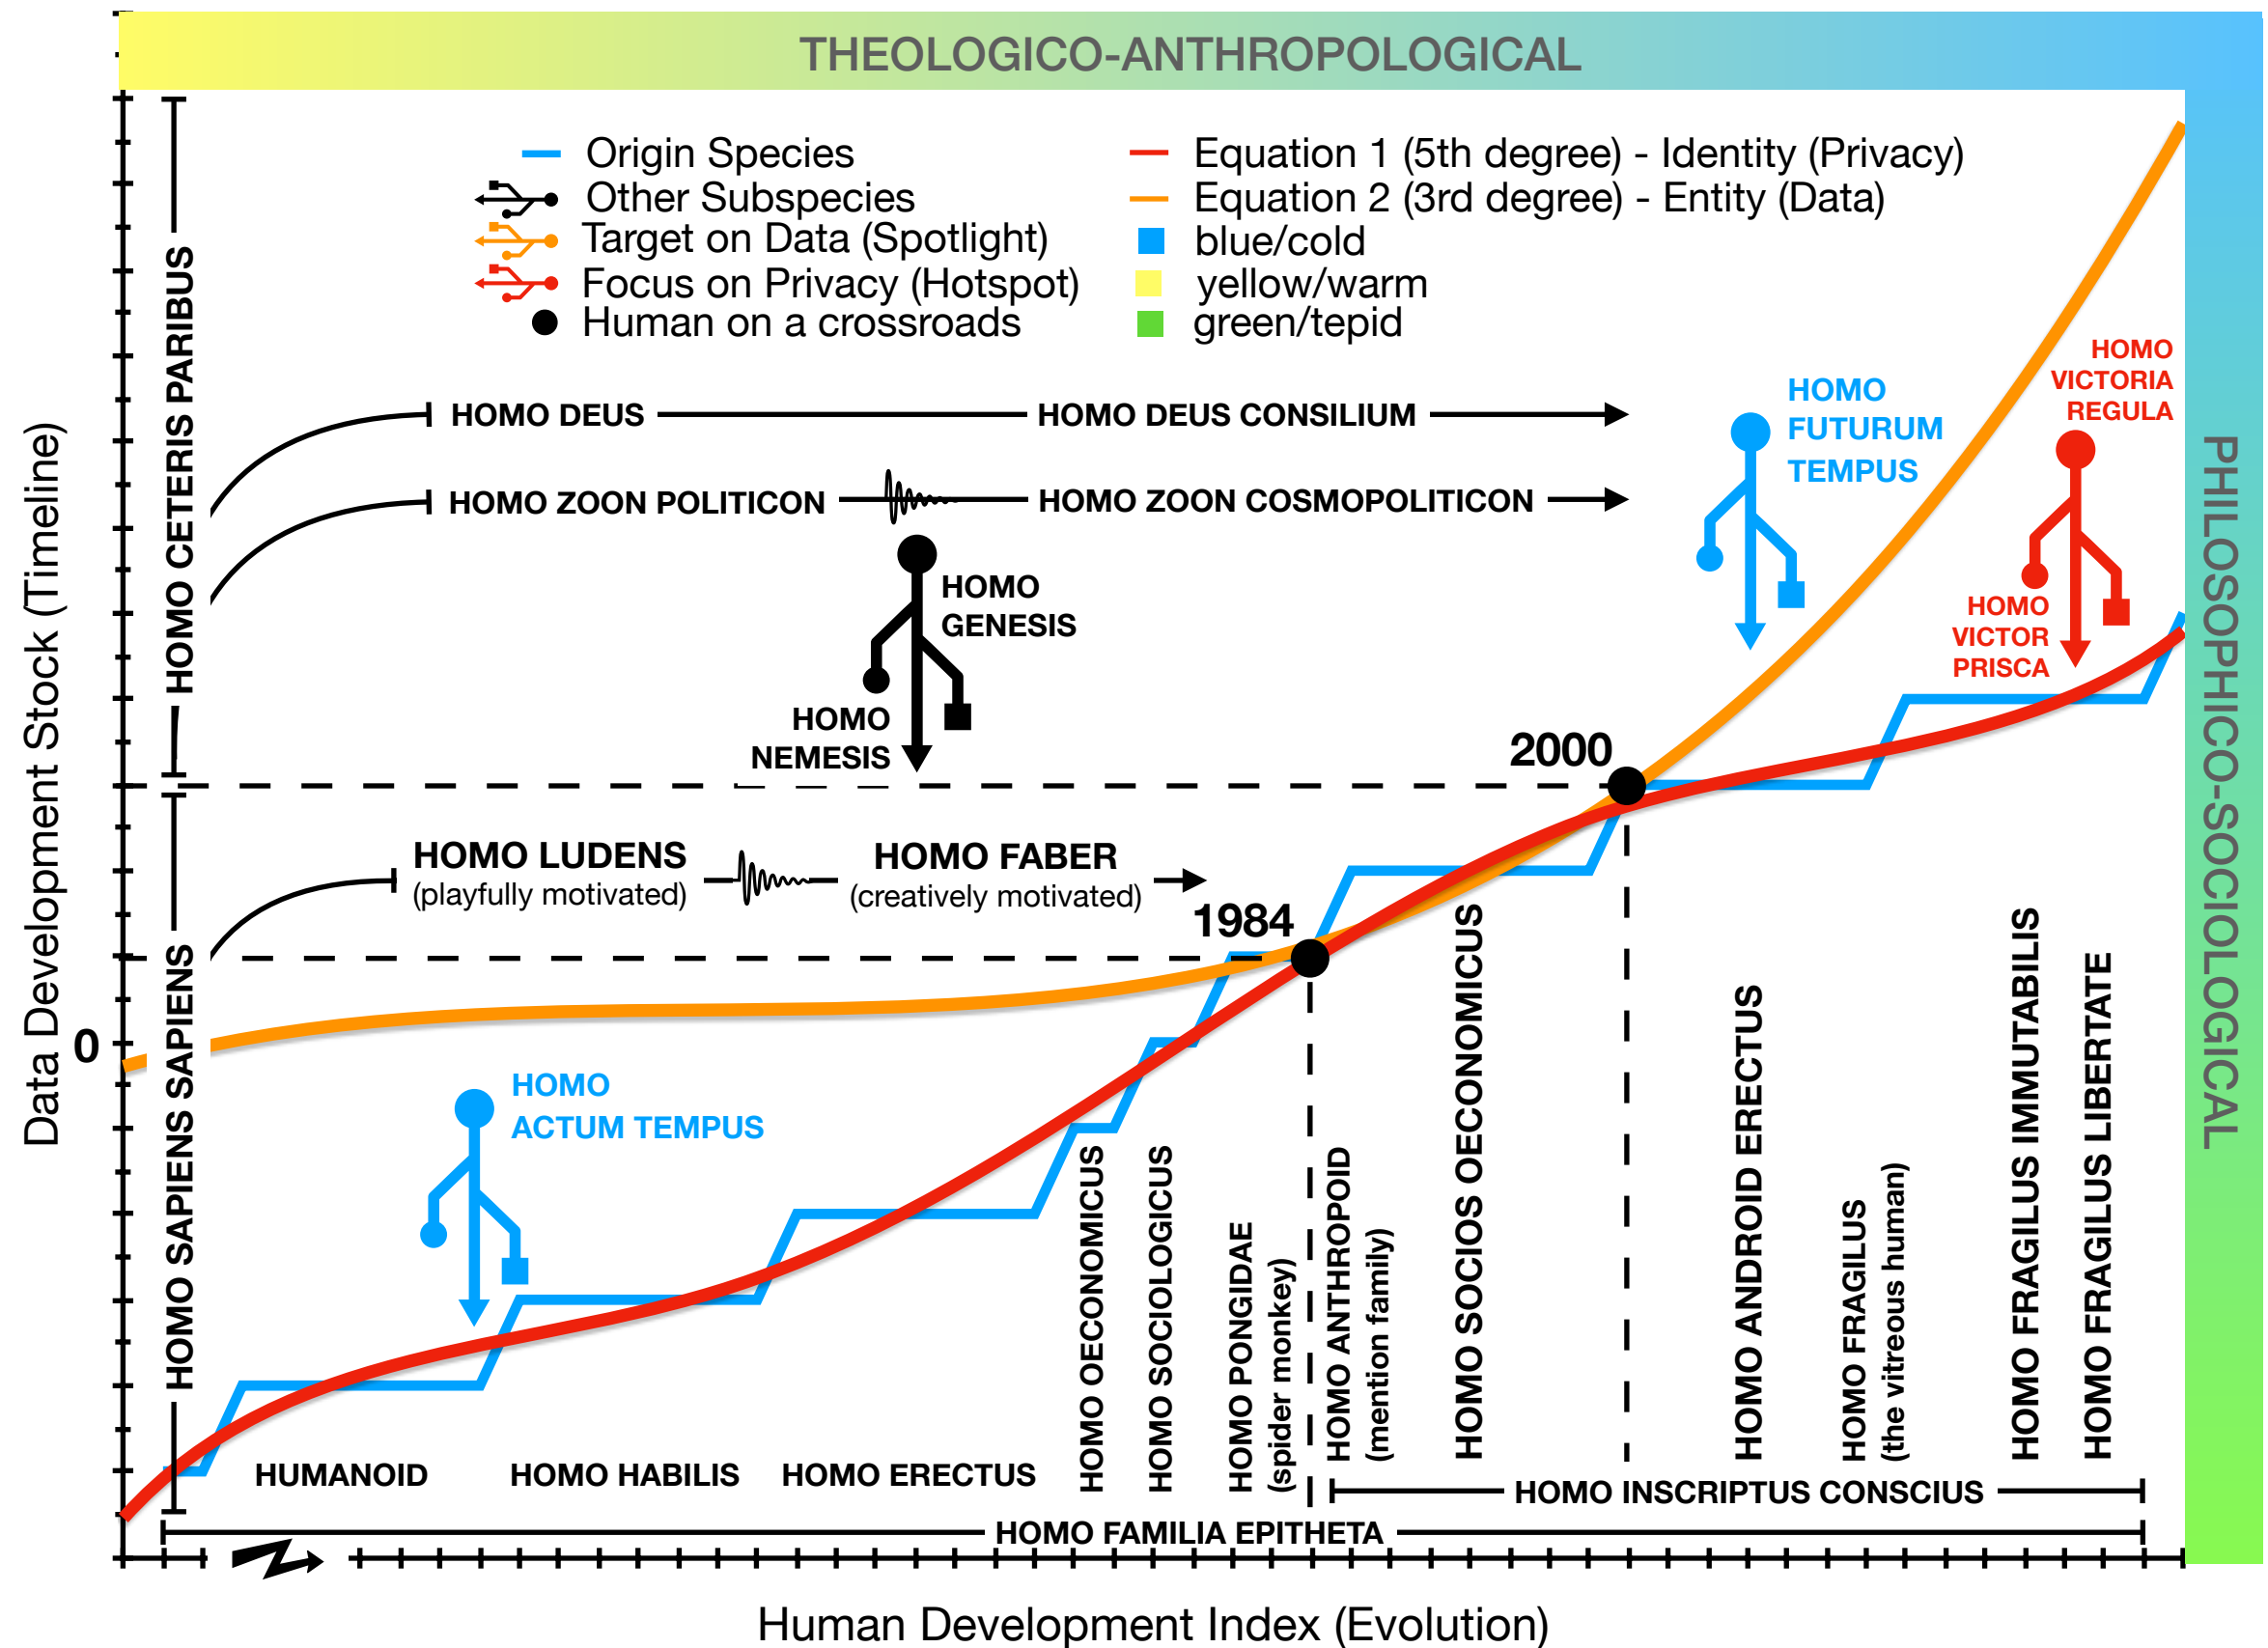 THEOLOGICO-ANTHROPOLOGICAL
Origin Species
Other Subspecies
Target on Data (Spotlight)
Focus on Privacy (Hotspot)
Human on a crossroads
Equation 1 (5th degree) - Identity (Privacy)
Equation 2 (3rd degree) - Entity (Data)
blue/cold
yellow/warm
green/tepid
Data Development Stock (Timeline)
HOMO CETERIS PARIBUS
HOMO SAPIENS SAPIENS
HOMO DEUS
HOMO DEUS CONSILIUM
HOMO ZOON POLITICON
HOMO ZOON COSMOPOLITICON
HOMO
GENESIS
HOMO
NEMESIS
HOMO
FUTURUM
TEMPUS
HOMO
VICTORIA
REGULA
HOMO
VICTOR
PRISCA
PHILOSOPHICO-SOCIOLOGICAL
2000
HOMO LUDENS
(playfully motivated)
HOMO FABER
(creatively motivated)
1984
0
HOMO
ACTUM TEMPUS
HUMANOID
HOMO HABILIS
HOMO ERECTUS
HOMO OECONOMICUS
HOMO SOCIOLOGICUS
HOMO PONGIDAE
(spider monkey)
HOMO ANTHROPOID
(mention family)
HOMO SOCIOS OECONOMICUS
HOMO ANDROID ERECTUS
HOMO FRAGILUS
(the vitreous human)
HOMO FRAGILUS IMMUTABILIS
HOMO FRAGILUS LIBERTATE
HOMO INSCRIPTUS CONSCIUS
HOMO FAMILIA EPITHETA
Human Development Index (Evolution)